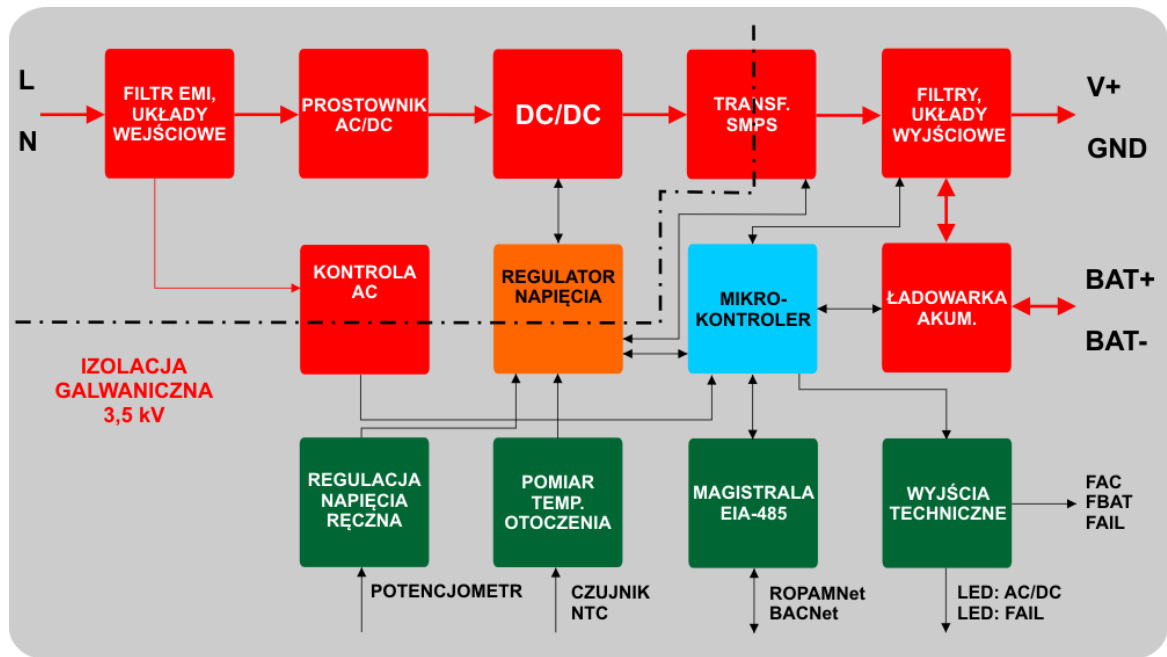 L
N
FILTR EMI,
UKŁADY
WEJŚCIOWE
PROSTOWNIK
AC/DC
DC/DC
TRANSF.
SMPS
FILTRY,
UKŁADY
WYJŚCIOWE
V+
GND
KONTROLA
AC
REGULATOR
NAPIĘCIA
MIKRO-
KONTROLER
ŁADOWARKA
AKUM.
BAT+
BAT-
IZOLACJA
GALWANICZNA
3,5 kV
REGULACJA
NAPIĘCIA
RĘCZNA
POMIAR
TEMP.
OTOCZENIA
MAGISTRALA
EIA-485
WYJŚCIA
TECHNICZNE
FAC
FBAT
FAIL
POTENCJOMETR
CZUJNIK
NTC
ROPAMNet
BACNet
LED: AC/DC
LED: FAIL